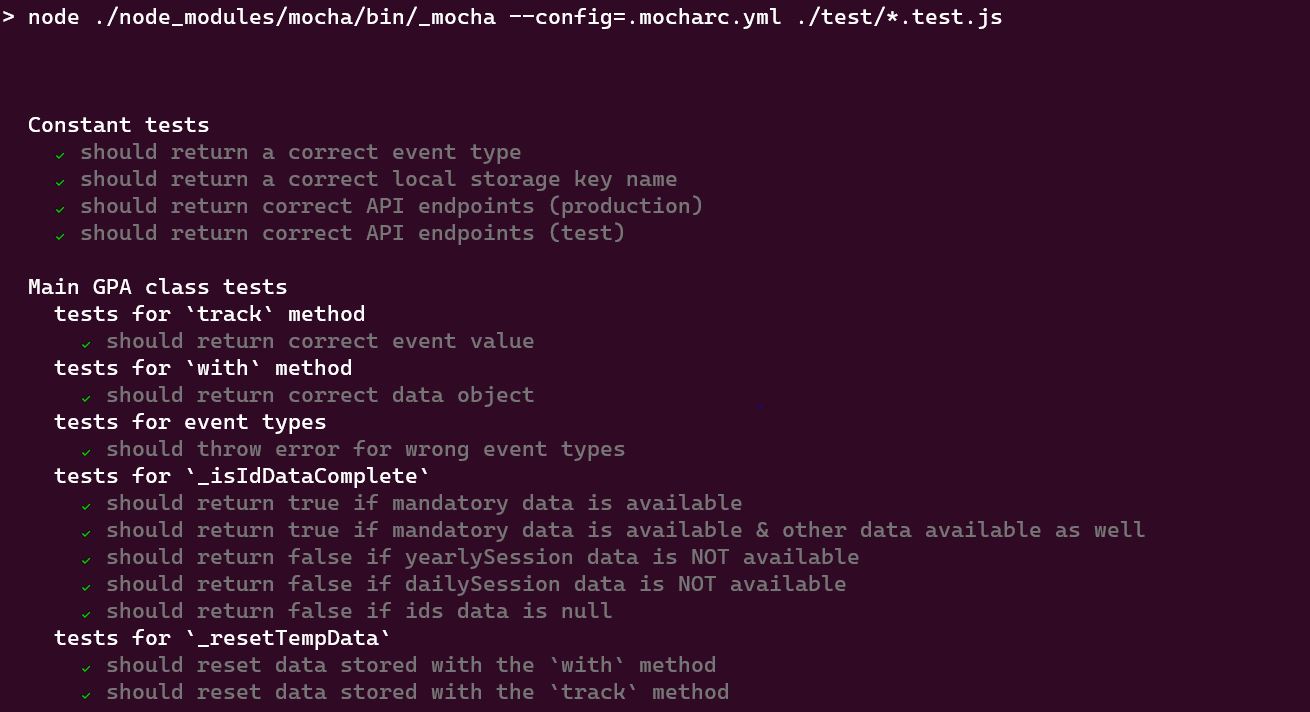 > node ./node_modules/mocha/bin/_mocha --config=.mocharc.yml ./test/*.test.js
Constant tests
✓ should return a correct event type
✓ should return a correct local storage key name
✓ should return correct API endpoints (production)
✓ should return correct API endpoints (test)
Main GPA class tests
tests for `track` method
✓ should return correct event value
tests for `with` method
✓ should return correct data object
tests for event types
✓ should throw error for wrong event types
tests for `_isIdDataComplete`
✓ should return true if mandatory data is available
✓ should return true if mandatory data is available & other data available as well
✓ should return false if yearlySession data is NOT available
✓ should return false if dailySession data is NOT available
✓ should return false if ids data is null
tests for `_resetTempData`
✓ should reset data stored with the `with` method
✓ should reset data stored with the `track` method